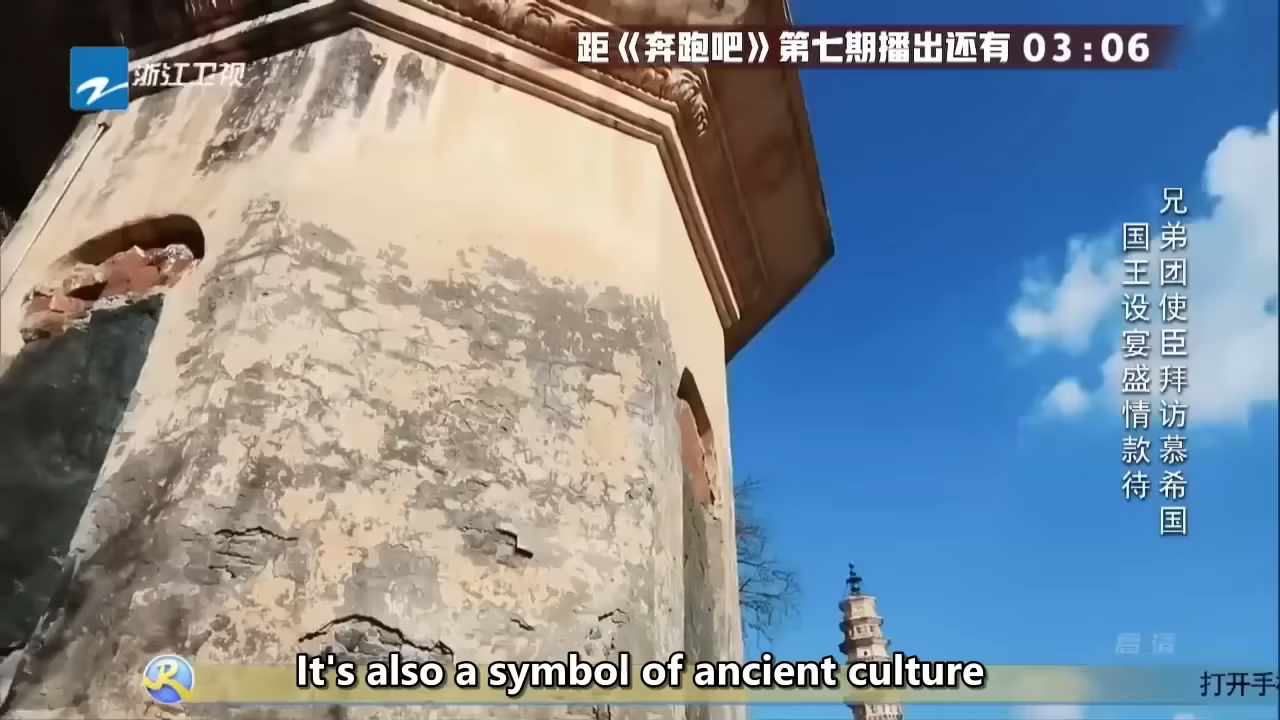 距《奔跑吧》第七期播出还有 03:06
浙江卫视
兄弟团使臣拜访慕希国
国王设宴盛情款待
高清
It's also a symbol of ancient culture
R
打开手